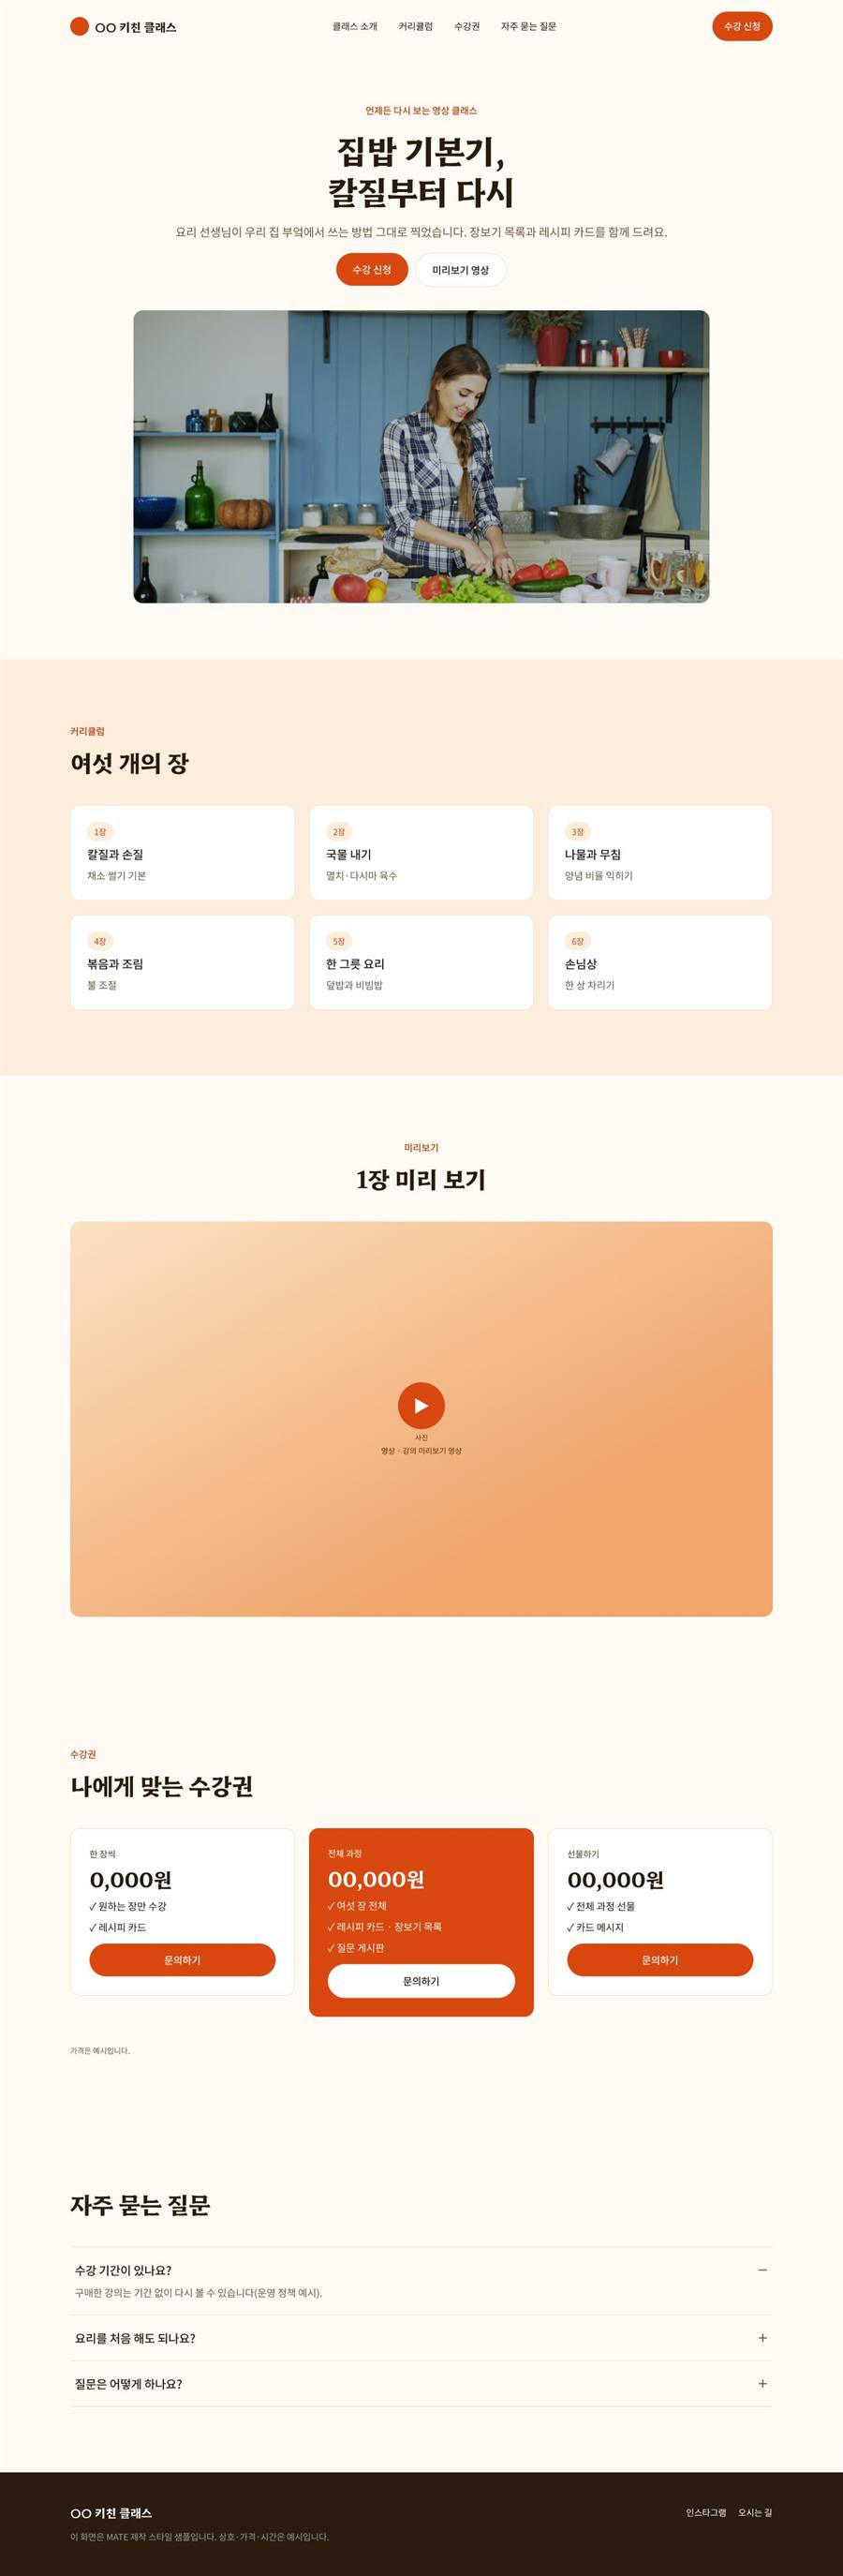 OO 키친 클래스
클래스 소개
커리큘럼
수강권
자주 묻는 질문
수강 신청
언제든 다시 보는 영상 클래스
집밥 기본기,
칼질부터 다시
요리 선생님이 우리 집 부엌에서 쓰는 방법 그대로 찍었습니다. 장보기 목록과 레시피 카드를 함께 드려요.
수강 신청
미리보기 영상
커리큘럼
여섯 개의 장
1장
칼질과 손질
채소 썰기 기본
2장
국물 내기
멸치·다시마 육수
3장
나물과 무침
양념 비율 익히기
4장
볶음과 조림
불 조절
5장
한 그릇 요리
덮밥과 비빔밥
6장
손님상
한 상 차리기
미리보기
1장 미리 보기
사진
영상 · 강의 미리보기 영상
수강권
나에게 맞는 수강권
한 장씩
0,000원
✓ 원하는 장만 수강
✓ 레시피 카드
문의하기
전체 과정
00,000원
✓ 여섯 장 전체
✓ 레시피 카드 · 장보기 목록
✓ 질문 게시판
문의하기
선물하기
00,000원
✓ 전체 과정 선물
✓ 카드 메시지
문의하기
가격은 예시입니다.
자주 묻는 질문
수강 기간이 있나요?
구매한 강의는 기간 없이 다시 볼 수 있습니다(운영 정책 예시).
요리를 처음 해도 되나요?
질문은 어떻게 하나요?
OO 키친 클래스
인스타그램
오시는 길
이 화면은 MATE 제작 스타일 샘플입니다. 상호·가격·시간은 예시입니다.